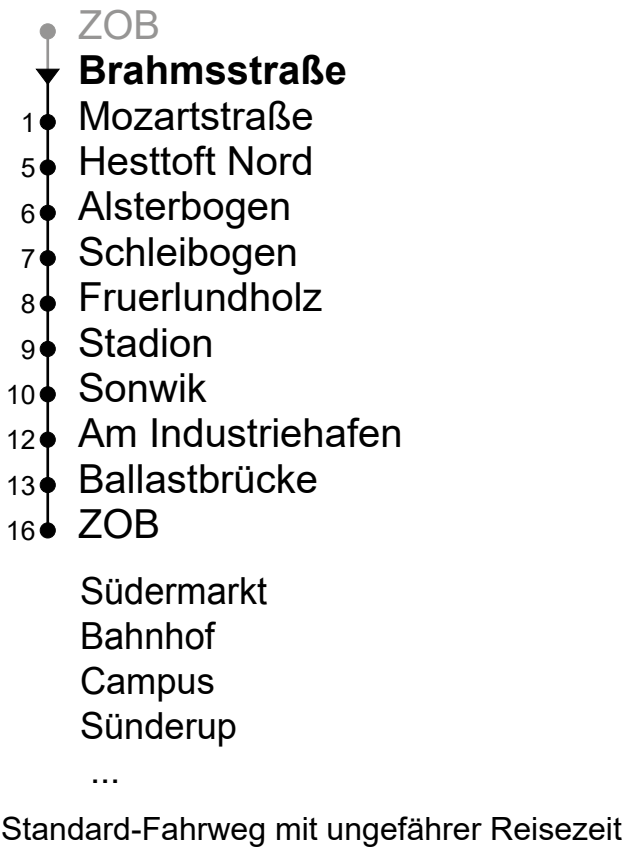 ZOB
Brahmsstraße
1 Mozartstraße
5 Hesttoft Nord
6 Alsterbogen
7 Schleibogen
8 Fruerlundholz
9 Stadion
10 Sonwik
12 Am Industriehafen
13 Ballastbrücke
16 ZOB
Südermarkt
Bahnhof
Campus
Sünderup
...
Standard-Fahrweg mit ungefährer Reisezeit